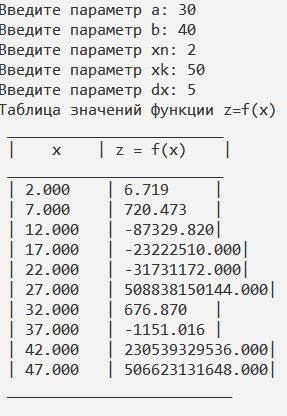 Введите параметр a: 30
Введите параметр b: 40
Введите параметр xn: 2
Введите параметр xk: 50
Введите параметр dx: 5
Таблица значений функции z=f(x)
________________________
|    x    | z = f(x)    |
________________________
| 2.000    | 6.719     |
| 7.000    | 720.473   |
| 12.000   | -87329.820|
| 17.000   | -23222510.000|
| 22.000   | -31731172.000|
| 27.000   | 508838150144.000|
| 32.000   | 676.870   |
| 37.000   | -1151.016 |
| 42.000   | 230539329536.000|
| 47.000   | 506623131648.000|
_________________________